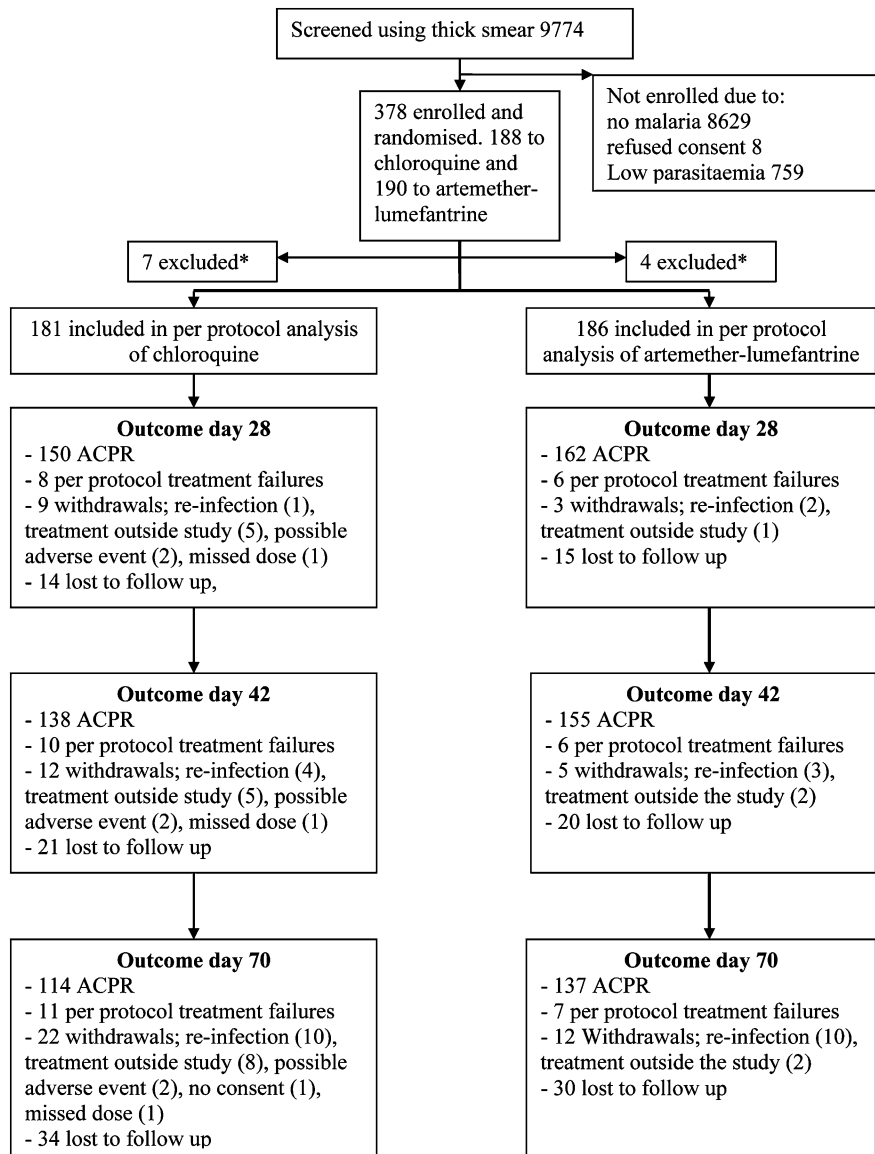 Screened using thick smear 9774
Not enrolled due to:
no malaria 8629
refused consent 8
Low parasitaemia 759
378 enrolled and
randomised. 188 to
chloroquine and
190 to artemether-
lumefantrine
7 excluded*
4 excluded*
181 included in per protocol analysis
of chloroquine
186 included in per protocol
analysis of artemether-lumefantrine
Outcome day 28
- 150 ACPR
- 8 per protocol treatment failures
- 9 withdrawals; re-infection (1),
treatment outside study (5), possible
adverse event (2), missed dose (1)
- 14 lost to follow up,
Outcome day 28
- 162 ACPR
- 6 per protocol treatment failures
- 3 withdrawals; re-infection (2),
treatment outside study (1)
- 15 lost to follow up
Outcome day 42
- 138 ACPR
- 10 per protocol treatment failures
- 12 withdrawals; re-infection (4),
treatment outside study (5), possible
adverse event (2), missed dose (1)
- 21 lost to follow up
Outcome day 42
- 155 ACPR
- 6 per protocol treatment failures
- 5 withdrawals; re-infection (3),
treatment outside the study (2)
- 20 lost to follow up
Outcome day 70
- 114 ACPR
- 11 per protocol treatment failures
- 22 withdrawals; re-infection (10),
treatment outside study (8), possible
adverse event (2), no consent (1),
missed dose (1)
- 34 lost to follow up
Outcome day 70
- 137 ACPR
- 7 per protocol treatment failures
- 12 Withdrawals; re-infection (10),
treatment outside the study (2)
- 30 lost to follow up